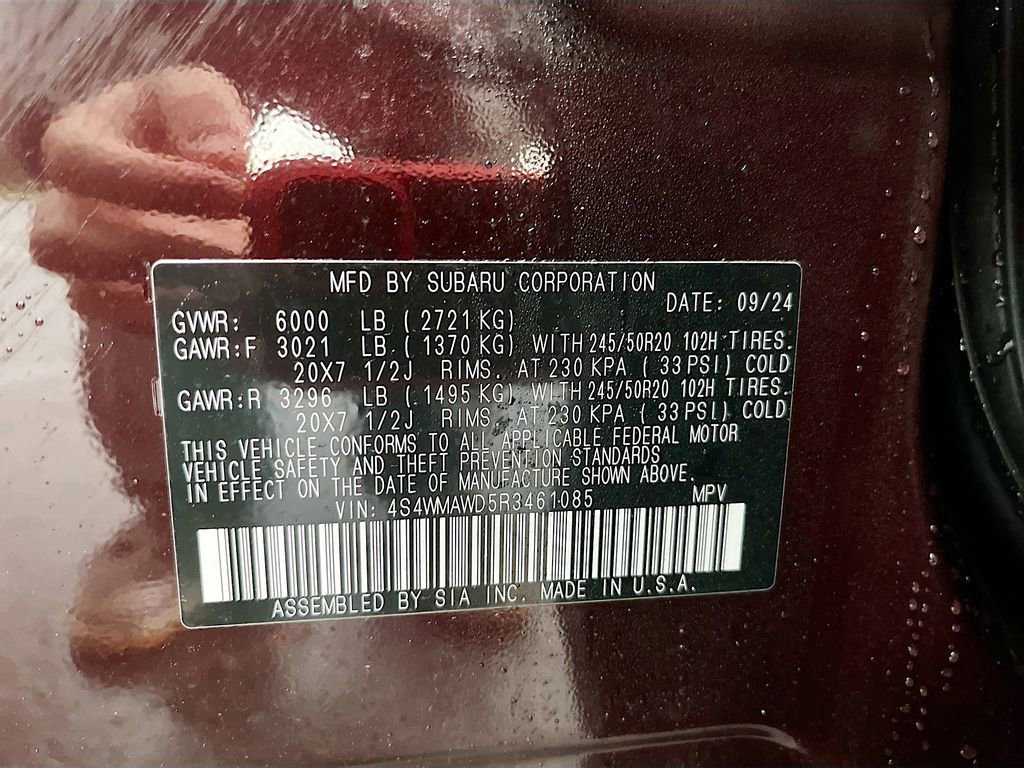 MFD BY SUBARU CORPORATION
DATE: 09/24
GVWR: 6000 LB ( 2721 KG)
GAWR:F 3021 LB.( 1370 KG) WITH 245/50R20 102H TIRES.
20X7 1/2J RIMS. AT 230 KPA ( 33 PSI) COLD
GAWR:R 3296 LB (.1495 KG) WITH 245/50R20 102H TIRES.
20X7 1/2J RIMS. AT 230 KPA ( 33 PSI) COLD
THIS VEHICLE CONFORMS TO ALL APPLICABLE FEDERAL MOTOR
VEHICLE SAFETY AND THEFT PREVENTION STANDARDS
IN EFFECT ON THE DATE OF MANUFACTURE SHOWN ABOVE.
VIN: 4S4WMAWD5R3461085 MPV
ASSEMBLED BY SIA INC. MADE IN U.S.A.